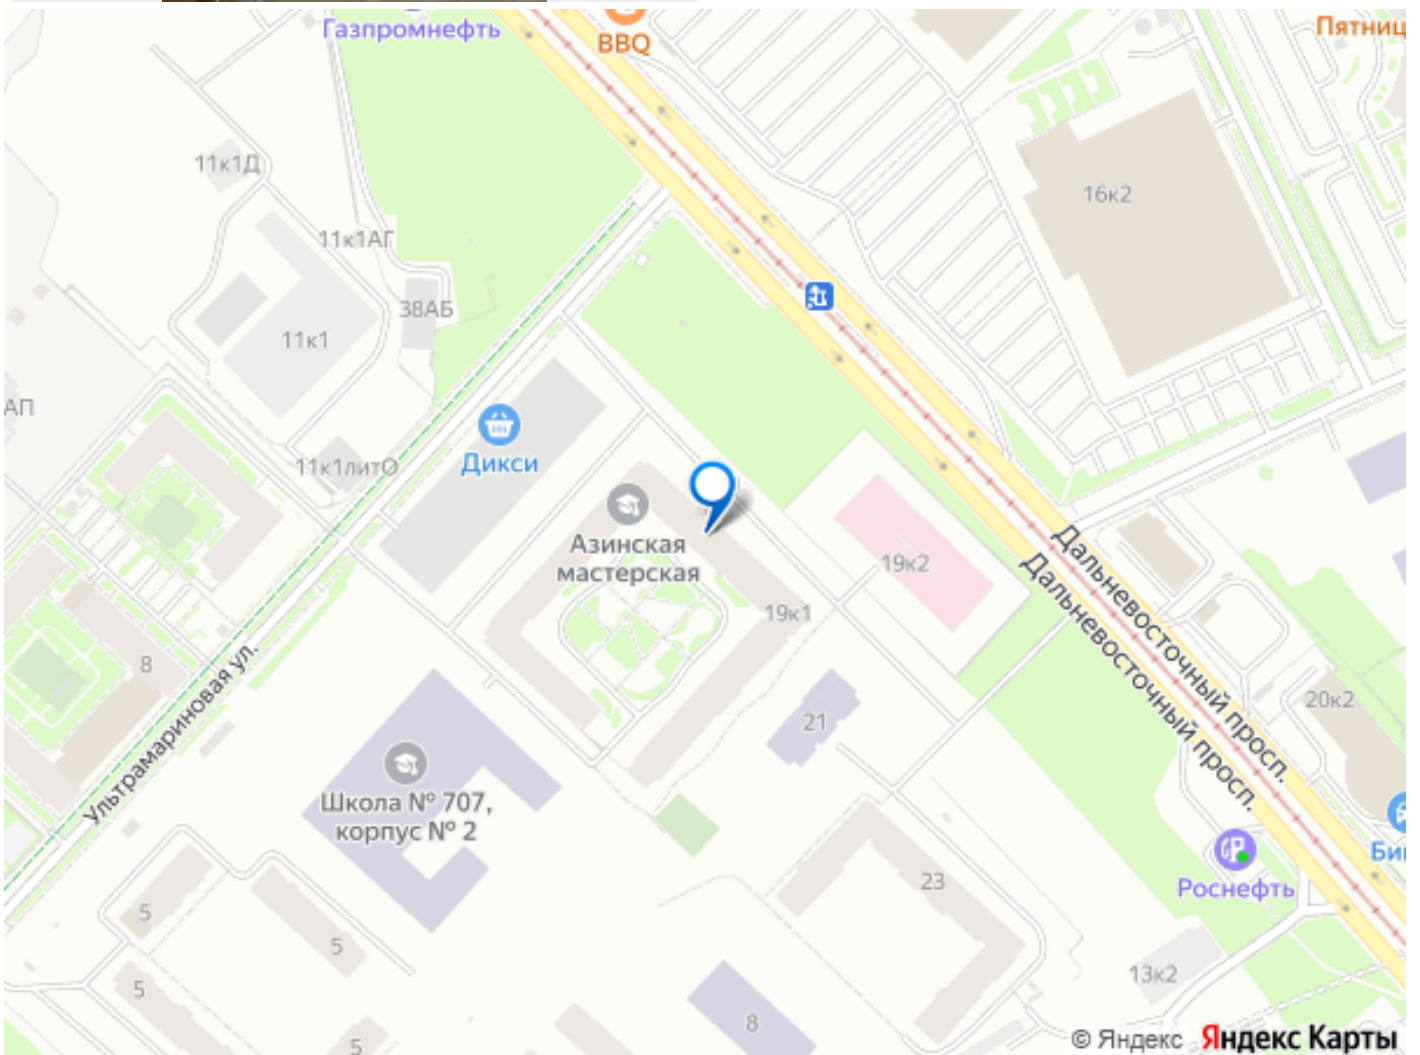 Газпромнефть
BBQ
Пятниц
11к1Д
16к2
11к1АГ
38АБ
11к1
АП
Дикси
11к1литО
Азинская
мастерская
19к2
Дальневосточный просп.
Дальневосточный просп.
19к1
8
Ультрамариновая ул.
21
20к2
Школа № 707,
корпус № 2
Би
Роснефть
23
5
5
13к2
5
8
5
© Яндекс Яндекс Карты